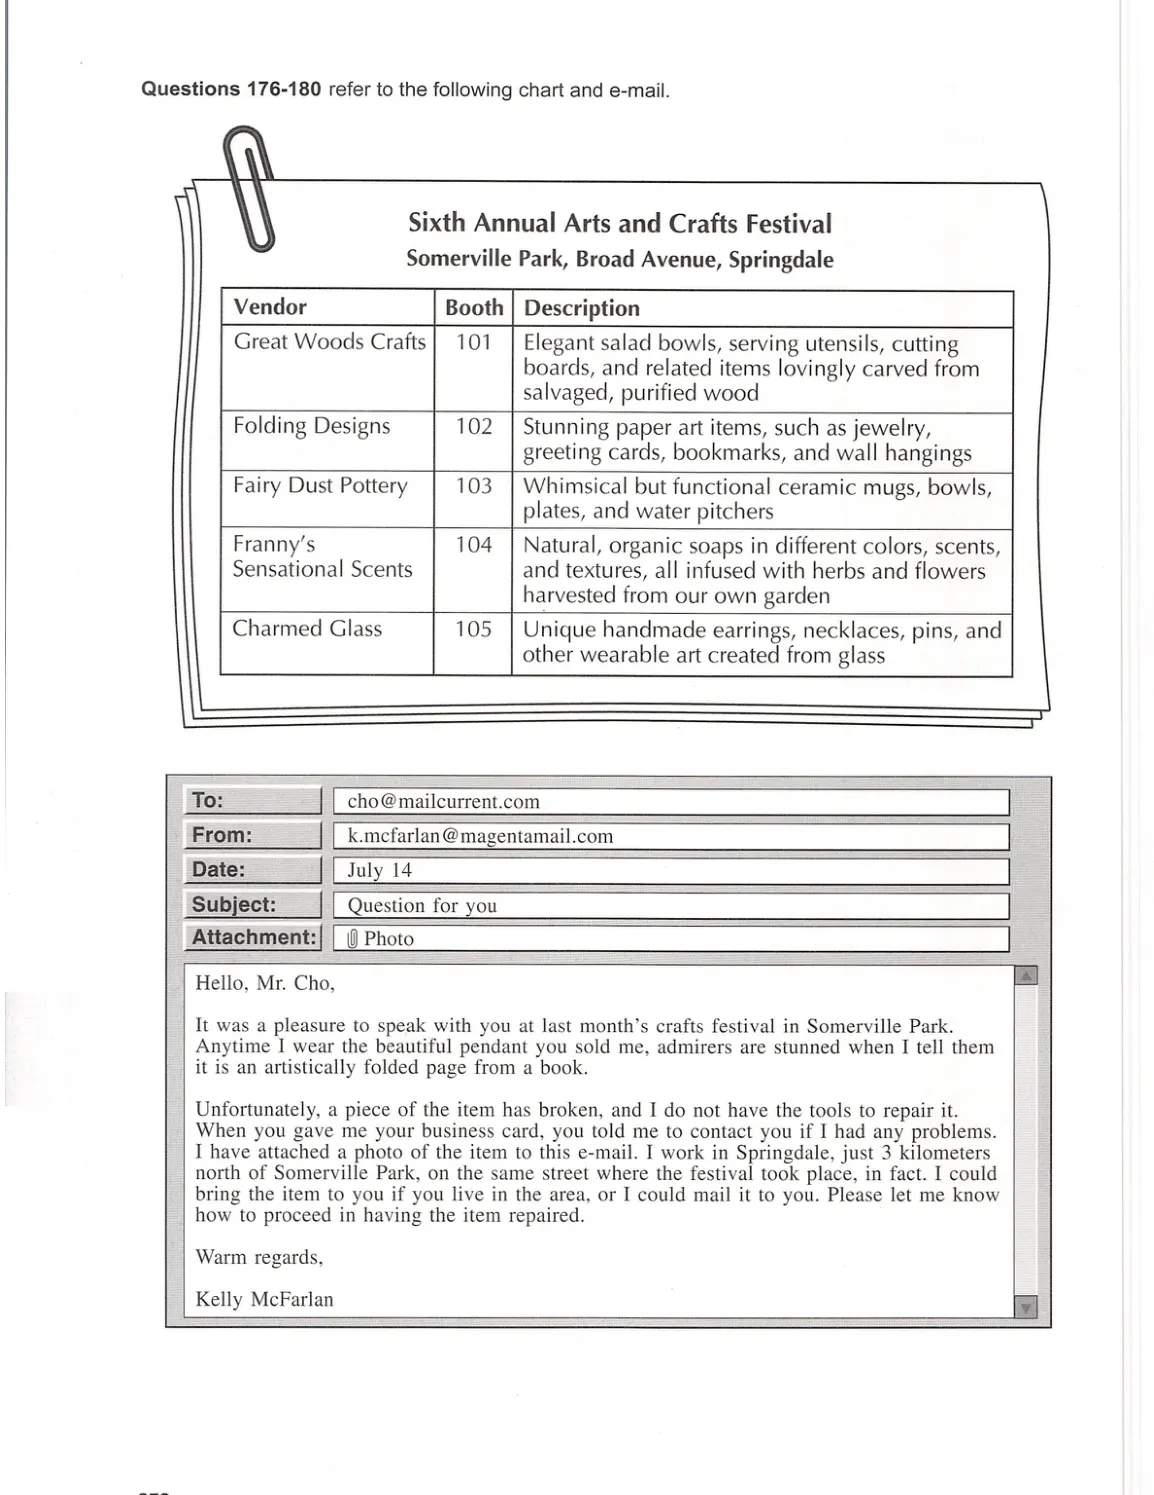 Questions 176-180 refer to the following chart and e-mail.
Sixth Annual Arts and Crafts Festival
Somerville Park, Broad Avenue, Springdale
Vendor Booth Description
Great Woods Crafts 101 Elegant salad bowls, serving utensils, cutting
boards, and related items lovingly carved from
salvaged, purified wood
Folding Designs 102 Stunning paper art items, such as jewelry,
greeting cards, bookmarks, and wall hangings
Fairy Dust Pottery 103 Whimsical but functional ceramic mugs, bowls,
plates, and water pitchers
Franny's 104 Natural, organic soaps in different colors, scents,
Sensational Scents and textures, all infused with herbs and flowers
harvested from our own garden
Charmed Glass 105 Unique handmade earrings, necklaces, pins, and
other wearable art created from glass
To: cho@mailcurrent.com
From: k.mcfarlan@magentamail.com
Date: July 14
Subject: Question for you
Attachment: Photo
Hello, Mr. Cho,
It was a pleasure to speak with you at last month's crafts festival in Somerville Park.
Anytime I wear the beautiful pendant you sold me, admirers are stunned when I tell them
it is an artistically folded page from a book.
Unfortunately, a piece of the item has broken, and I do not have the tools to repair it.
When you gave me your business card, you told me to contact you if I had any problems.
I have attached a photo of the item to this e-mail. I work in Springdale, just 3 kilometers
north of Somerville Park, on the same street where the festival took place, in fact. I could
bring the item to you if you live in the area, or I could mail it to you. Please let me know
how to proceed in having the item repaired.
Warm regards,
Kelly McFarlan